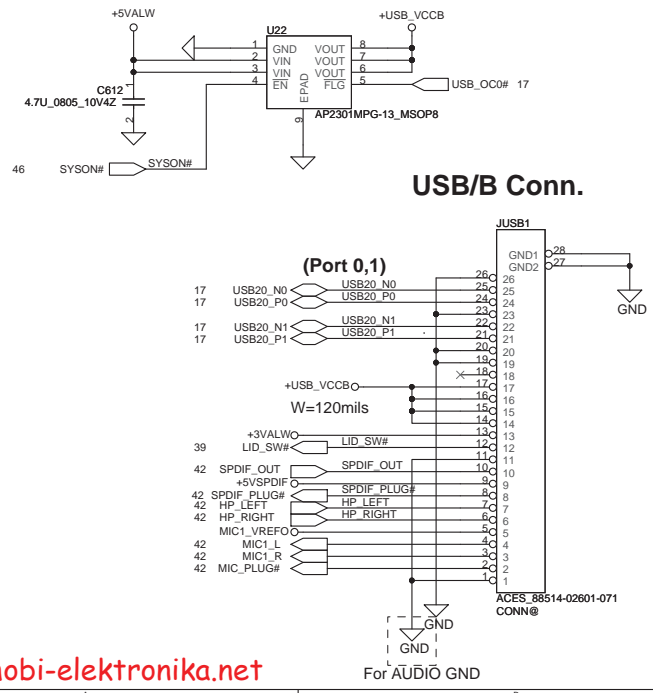 +5VALW
+USB_VCCB
U22
1 GND VOUT 8
2 VIN VOUT 7
3 VIN VOUT 6
4 EN FLG 5
EPAD
9
AP2301MPG-13_MSOP8
USB_OC0# 17
C612
4.7U_0805_10V4Z
1
2
46 SYSON# SYSON#
USB/B Conn.
JUSB1
(Port 0,1)
GND1 28
GND2 27
GND
26 26
17 USB20_N0 USB20_N0 25 25
17 USB20_P0 USB20_P0 24 24
23 23
17 USB20_N1 USB20_N1 22 22
17 USB20_P1 USB20_P1 21 21
20 20
19 19
18 18
+USB_VCCB 17 17
16 16
W=120mils 15 15
14 14
+3VALW 13 13
39 LID_SW# LID_SW# 12 12
11 11
42 SPDIF_OUT SPDIF_OUT 10 10
+5VSPDIF 9 9
42 SPDIF_PLUG# SPDIF_PLUG# 8 8
42 HP_LEFT HP_LEFT 7 7
42 HP_RIGHT HP_RIGHT 6 6
MIC1_VREFO 5 5
42 MIC1_L 4 4
42 MIC1_R 3 3
42 MIC_PLUG# 2 2
1 1
ACES_88514-02601-071
CONN@
GND
GND
For AUDIO GND
obi-elektronika.net